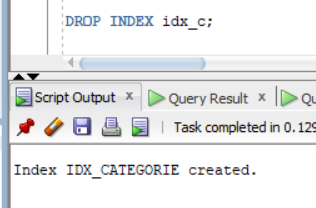 DROP INDEX idx_c;
Script Output x Query Result x
Task completed in 0.129
Index IDX_CATEGORIE created.